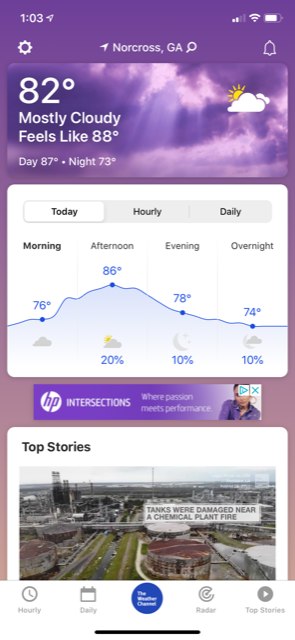 1:03
Norcross, GA
82°
Mostly Cloudy
Feels Like 88°
Day 87° • Night 73°
Today Hourly Daily
Morning Afternoon Evening Overnight
76° 86° 78° 74°
20% 10% 10%
hp INTERSECTIONS Where passion
meets performance.
Top Stories
TANKS WERE DAMAGED NEAR
A CHEMICAL PLANT FIRE
The
Weather
Channel
Hourly Daily Radar Top Stories